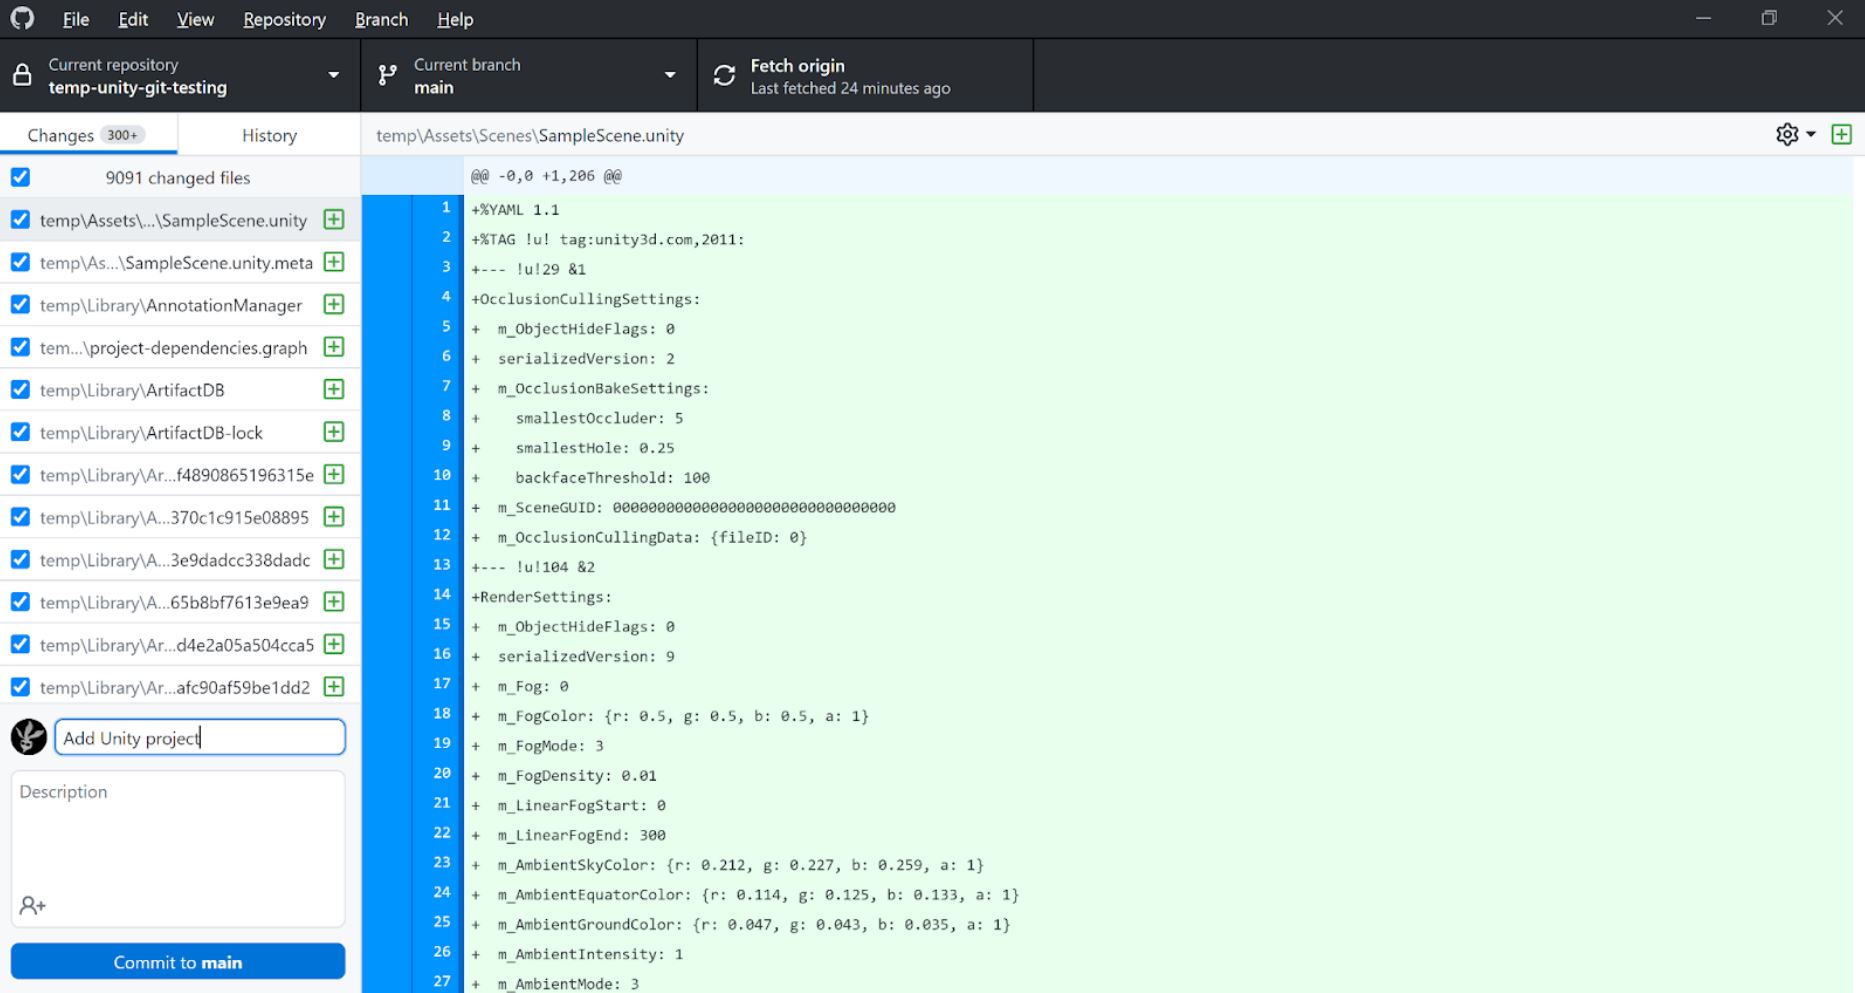 File Edit View Repository Branch Help
Current repository
temp-unity-git-testing
Current branch
main
Fetch origin
Last fetched 24 minutes ago
Changes 300+
History
temp\Assets\Scenes\SampleScene.unity
9091 changed files
temp\Assets\...\SampleScene.unity
temp\As...\SampleScene.unity.meta
temp\Library\AnnotationManager
tem...\project-dependencies.graph
temp\Library\ArtifactDB
temp\Library\ArtifactDB-lock
temp\Library\Ar...f4890865196315e
temp\Library\A...370c1c915e08895
temp\Library\A...3e9dadcc338dadc
temp\Library\A...65b8bf7613e9ea9
temp\Library\Ar...d4e2a05a504cca5
temp\Library\Ar...afc90af59be1dd2
Add Unity project
Description
Commit to main
@@ -0,0 +1,206 @@
1 +%YAML 1.1
2 +%TAG !u! tag:unity3d.com,2011:
3 +--- !u!29 &1
4 +OcclusionCullingSettings:
5 +  m_ObjectHideFlags: 0
6 +  serializedVersion: 2
7 +  m_OcclusionBakeSettings:
8 +    smallestOccluder: 5
9 +    smallestHole: 0.25
10 +    backfaceThreshold: 100
11 +  m_SceneGUID: 00000000000000000000000000000000
12 +  m_OcclusionCullingData: {fileID: 0}
13 +--- !u!104 &2
14 +RenderSettings:
15 +  m_ObjectHideFlags: 0
16 +  serializedVersion: 9
17 +  m_Fog: 0
18 +  m_FogColor: {r: 0.5, g: 0.5, b: 0.5, a: 1}
19 +  m_FogMode: 3
20 +  m_FogDensity: 0.01
21 +  m_LinearFogStart: 0
22 +  m_LinearFogEnd: 300
23 +  m_AmbientSkyColor: {r: 0.212, g: 0.227, b: 0.259, a: 1}
24 +  m_AmbientEquatorColor: {r: 0.114, g: 0.125, b: 0.133, a: 1}
25 +  m_AmbientGroundColor: {r: 0.047, g: 0.043, b: 0.035, a: 1}
26 +  m_AmbientIntensity: 1
27 +  m_AmbientMode: 3